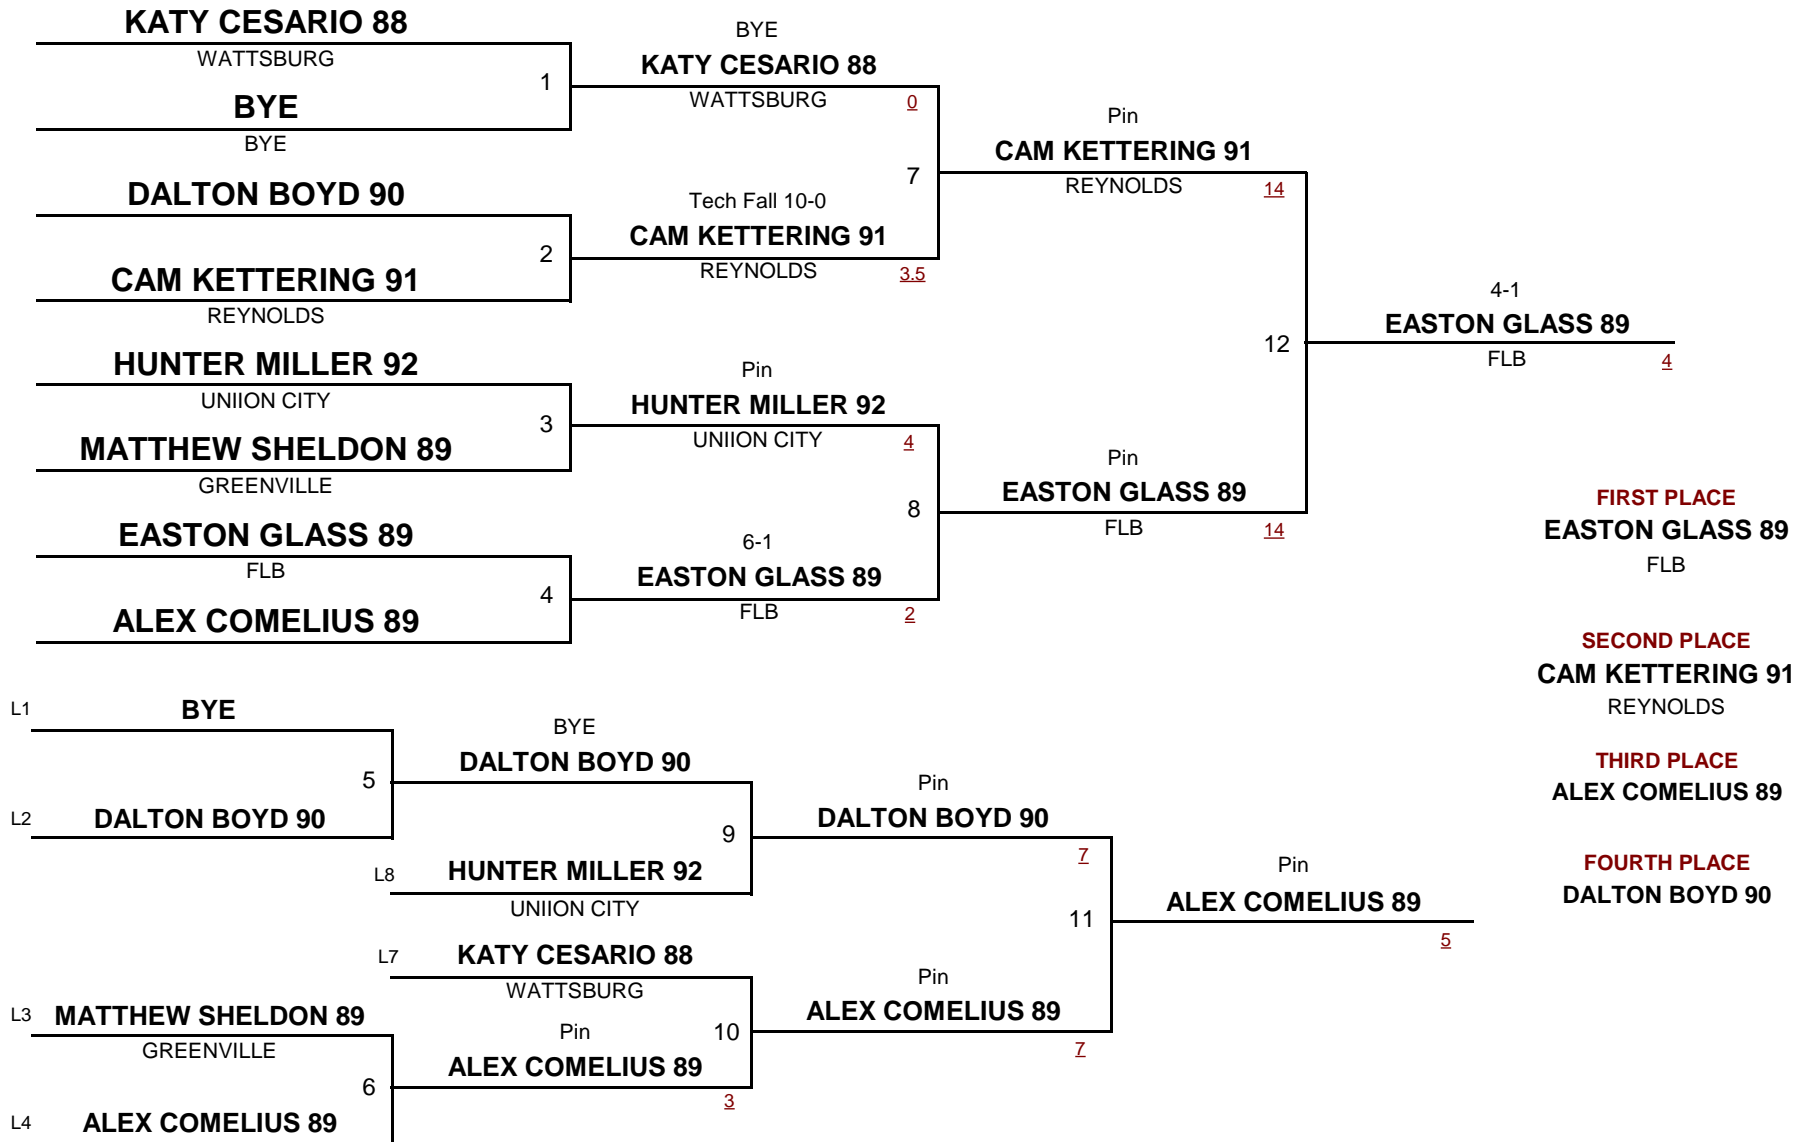 KATY CESARIO 88
WATTSBURG
1
BYE
BYE
BYE
KATY CESARIO 88
WATTSBURG
0
DALTON BOYD 90
2
CAM KETTERING 91
REYNOLDS
7
Tech Fall 10-0
CAM KETTERING 91
REYNOLDS
3.5
Pin
CAM KETTERING 91
REYNOLDS
14
HUNTER MILLER 92
UNIION CITY
3
MATTHEW SHELDON 89
GREENVILLE
Pin
HUNTER MILLER 92
UNIION CITY
4
EASTON GLASS 89
FLB
4
ALEX COMELIUS 89
8
6-1
EASTON GLASS 89
FLB
2
Pin
EASTON GLASS 89
FLB
14
12
4-1
EASTON GLASS 89
FLB
4
FIRST PLACE
EASTON GLASS 89
FLB
SECOND PLACE
CAM KETTERING 91
REYNOLDS
THIRD PLACE
ALEX COMELIUS 89
FOURTH PLACE
DALTON BOYD 90
L1
BYE
5
L2
DALTON BOYD 90
BYE
DALTON BOYD 90
9
L8
HUNTER MILLER 92
UNIION CITY
Pin
DALTON BOYD 90
7
L7
KATY CESARIO 88
WATTSBURG
10
L3
MATTHEW SHELDON 89
GREENVILLE
6
L4
ALEX COMELIUS 89
Pin
ALEX COMELIUS 89
3
Pin
ALEX COMELIUS 89
7
11
Pin
ALEX COMELIUS 89
5